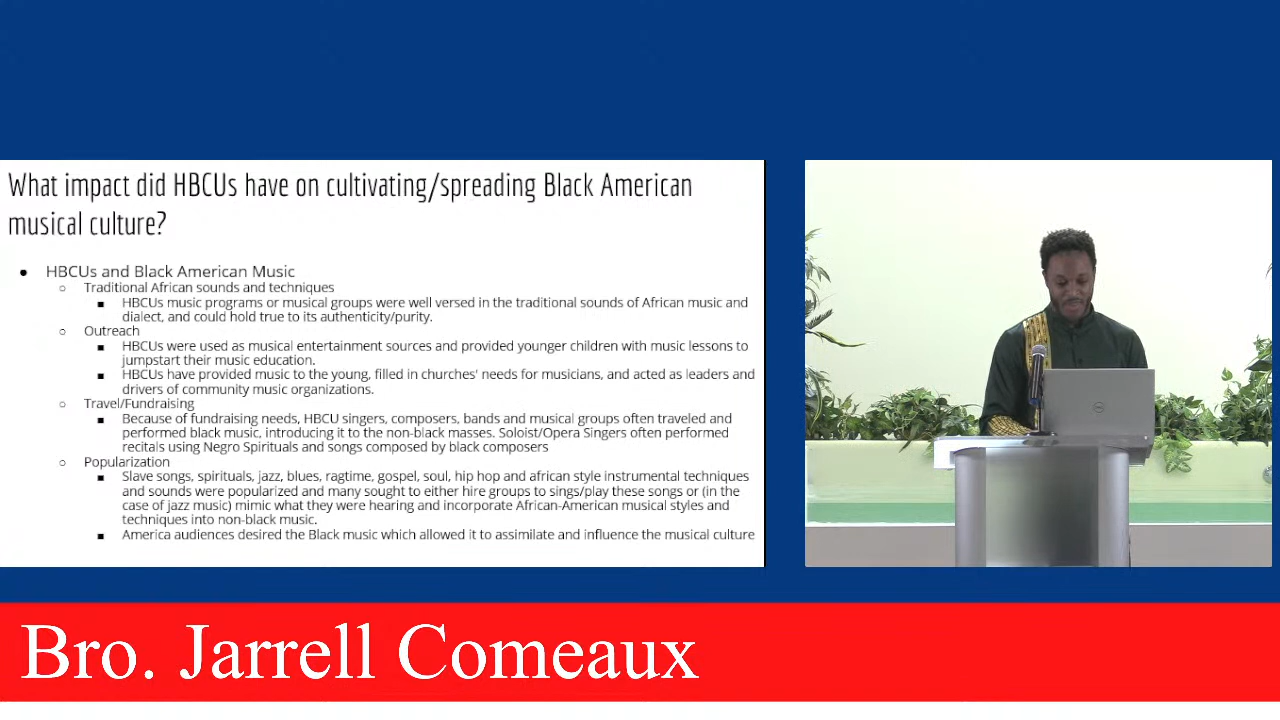 What impact did HBCUs have on cultivating/spreading Black American
musical culture?
● HBCUs and Black American Music
○ Traditional African sounds and techniques
■ HBCUs music programs or musical groups were well versed in the traditional sounds of African music and
dialect, and could hold true to its authenticity/purity.
○ Outreach
■ HBCUs were used as musical entertainment sources and provided younger children with music lessons to
jumpstart their music education.
■ HBCUs have provided music to the young, filled in churches' needs for musicians, and acted as leaders and
drivers of community music organizations.
○ Travel/Fundraising
■ Because of fundraising needs, HBCU singers, composers, bands and musical groups often traveled and
performed black music, introducing it to the non-black masses. Soloist/Opera Singers often performed
recitals using Negro Spirituals and songs composed by black composers
○ Popularization
■ Slave songs, spirituals, jazz, blues, ragtime, gospel, soul, hip hop and african style instrumental techniques
and sounds were popularized and many sought to either hire groups to sings/play these songs or (in the
case of jazz music) mimic what they were hearing and incorporate African-American musical styles and
techniques into non-black music.
■ America audiences desired the Black music which allowed it to assimilate and influence the musical culture
DELL
Bro. Jarrell Comeaux